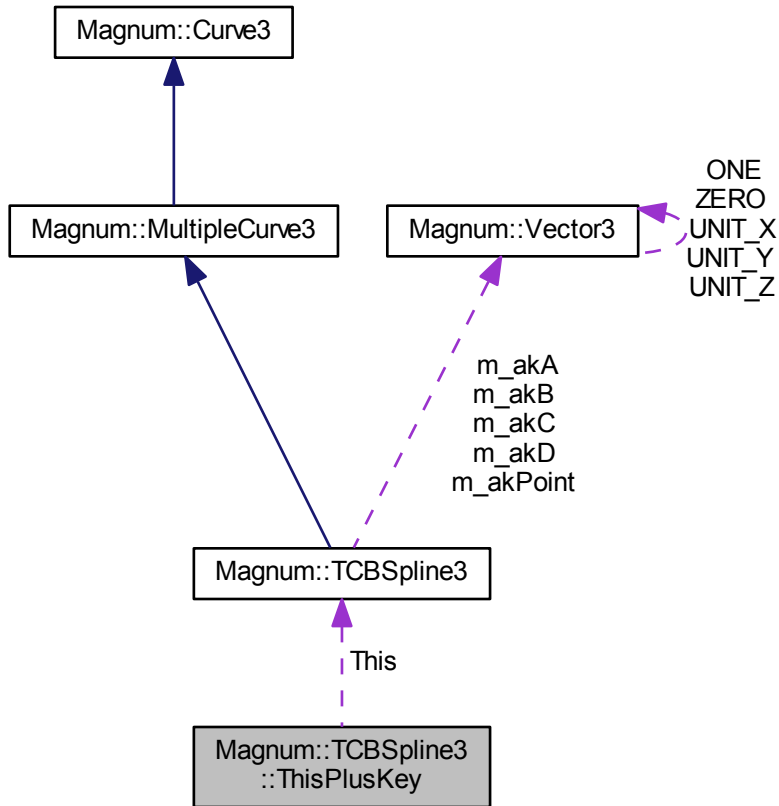 Magnum::Curve3
Magnum::MultipleCurve3
Magnum::Vector3
ONE
ZERO
UNIT_X
UNIT_Y
UNIT_Z
m_akA
m_akB
m_akC
m_akD
m_akPoint
Magnum::TCBSpline3
This
Magnum::TCBSpline3
::ThisPlusKey